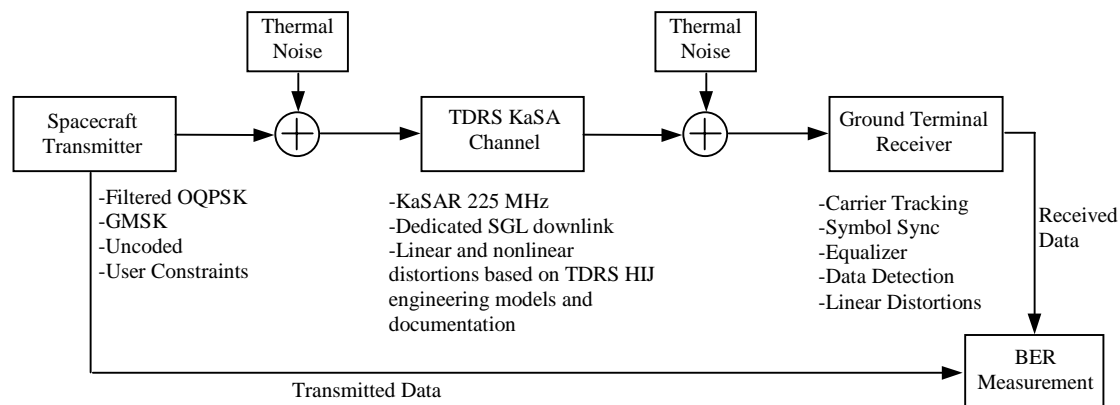 Thermal
Noise
Thermal
Noise
Spacecraft
Transmitter
TDRS KaSA
Channel
Ground Terminal
Receiver
-Filtered OQPSK
-GMSK
-Uncoded
-User Constraints
-KaSAR 225 MHz
-Dedicated SGL downlink
-Linear and nonlinear
distortions based on TDRS HIJ
engineering models and
documentation
-Carrier Tracking
-Symbol Sync
-Equalizer
-Data Detection
-Linear Distortions
Received
Data
BER
Measurement
Transmitted Data